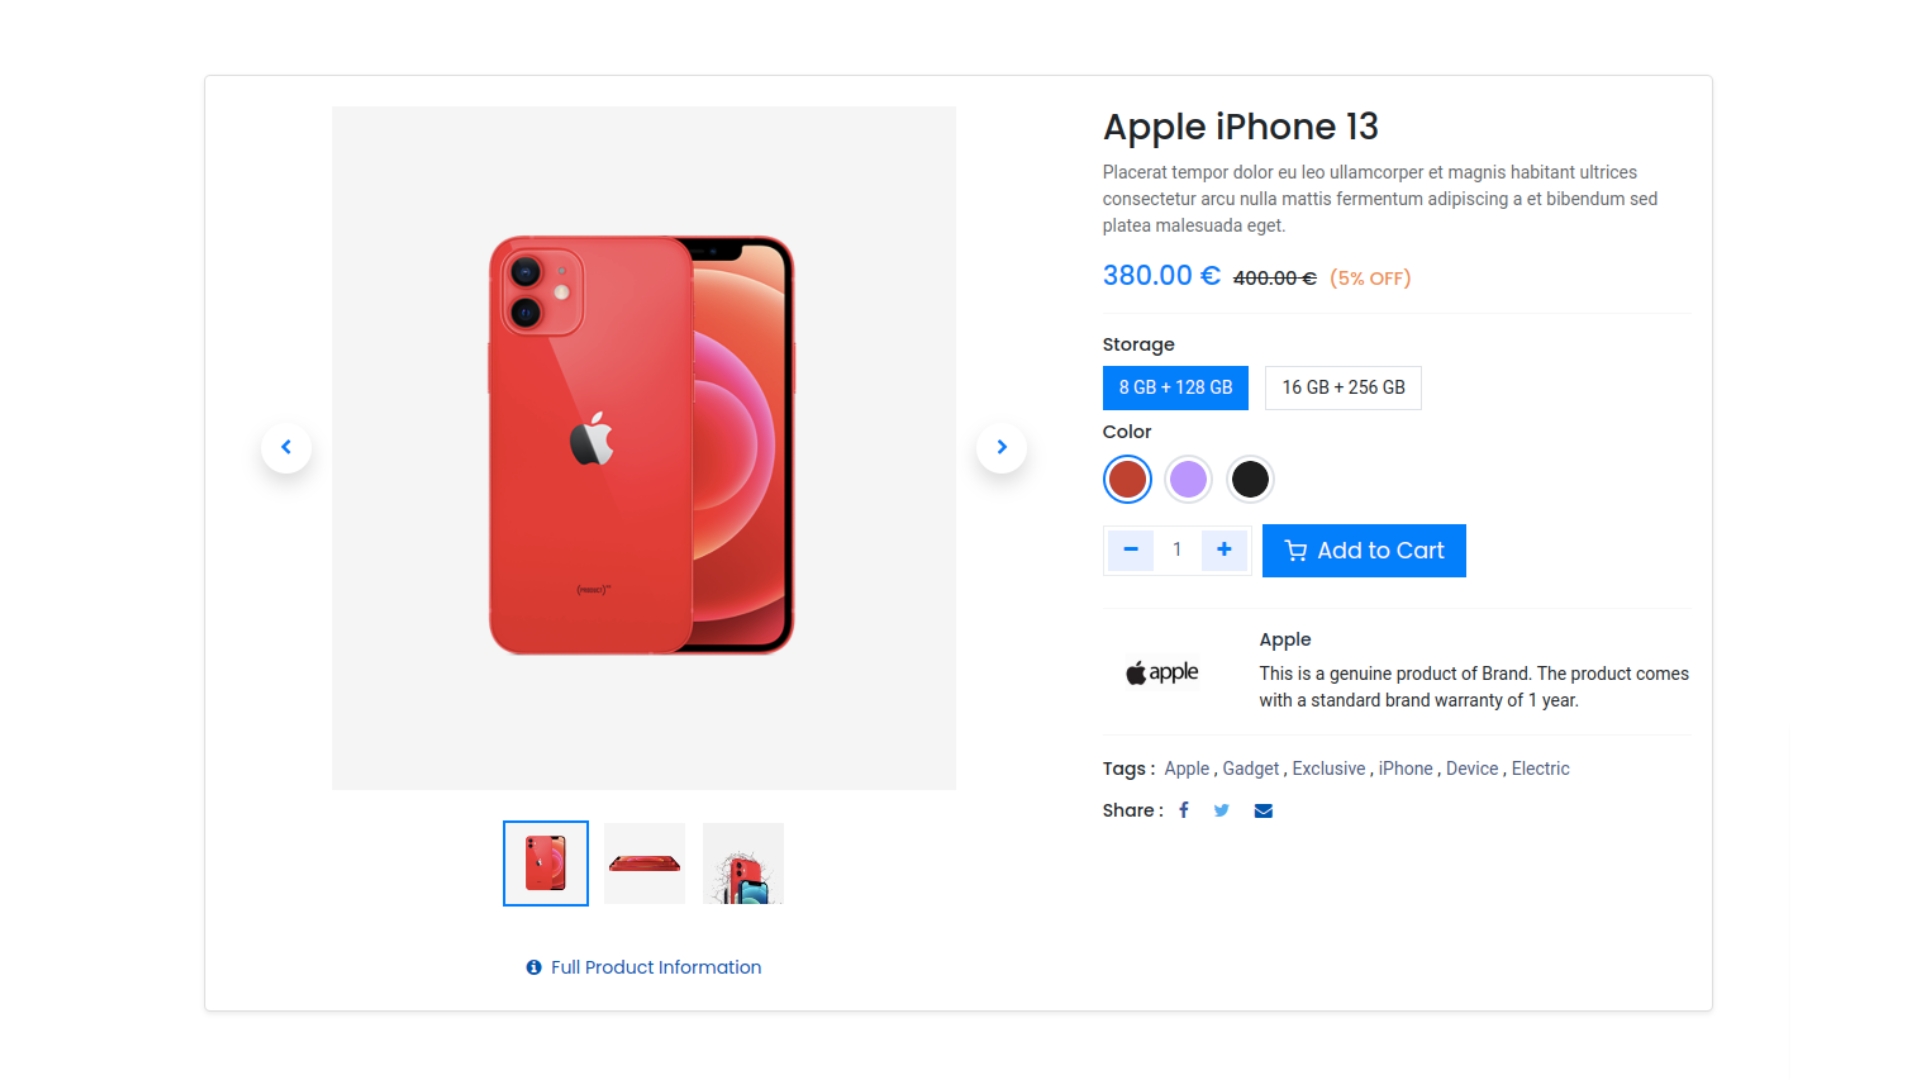 Apple iPhone 13
Placerat tempor dolor eu leo ullamcorper et magnis habitant ultrices
consectetur arcu nulla mattis fermentum adipiscing a et bibendum sed
platea malesuada eget.
380.00 € 400.00 € (5% OFF)
Storage
8 GB + 128 GB 16 GB + 256 GB
Color
1 Add to Cart
Apple
apple
This is a genuine product of Brand. The product comes
with a standard brand warranty of 1 year.
Tags : Apple , Gadget , Exclusive , iPhone , Device , Electric
Share :
(PRODUCT)
Full Product Information